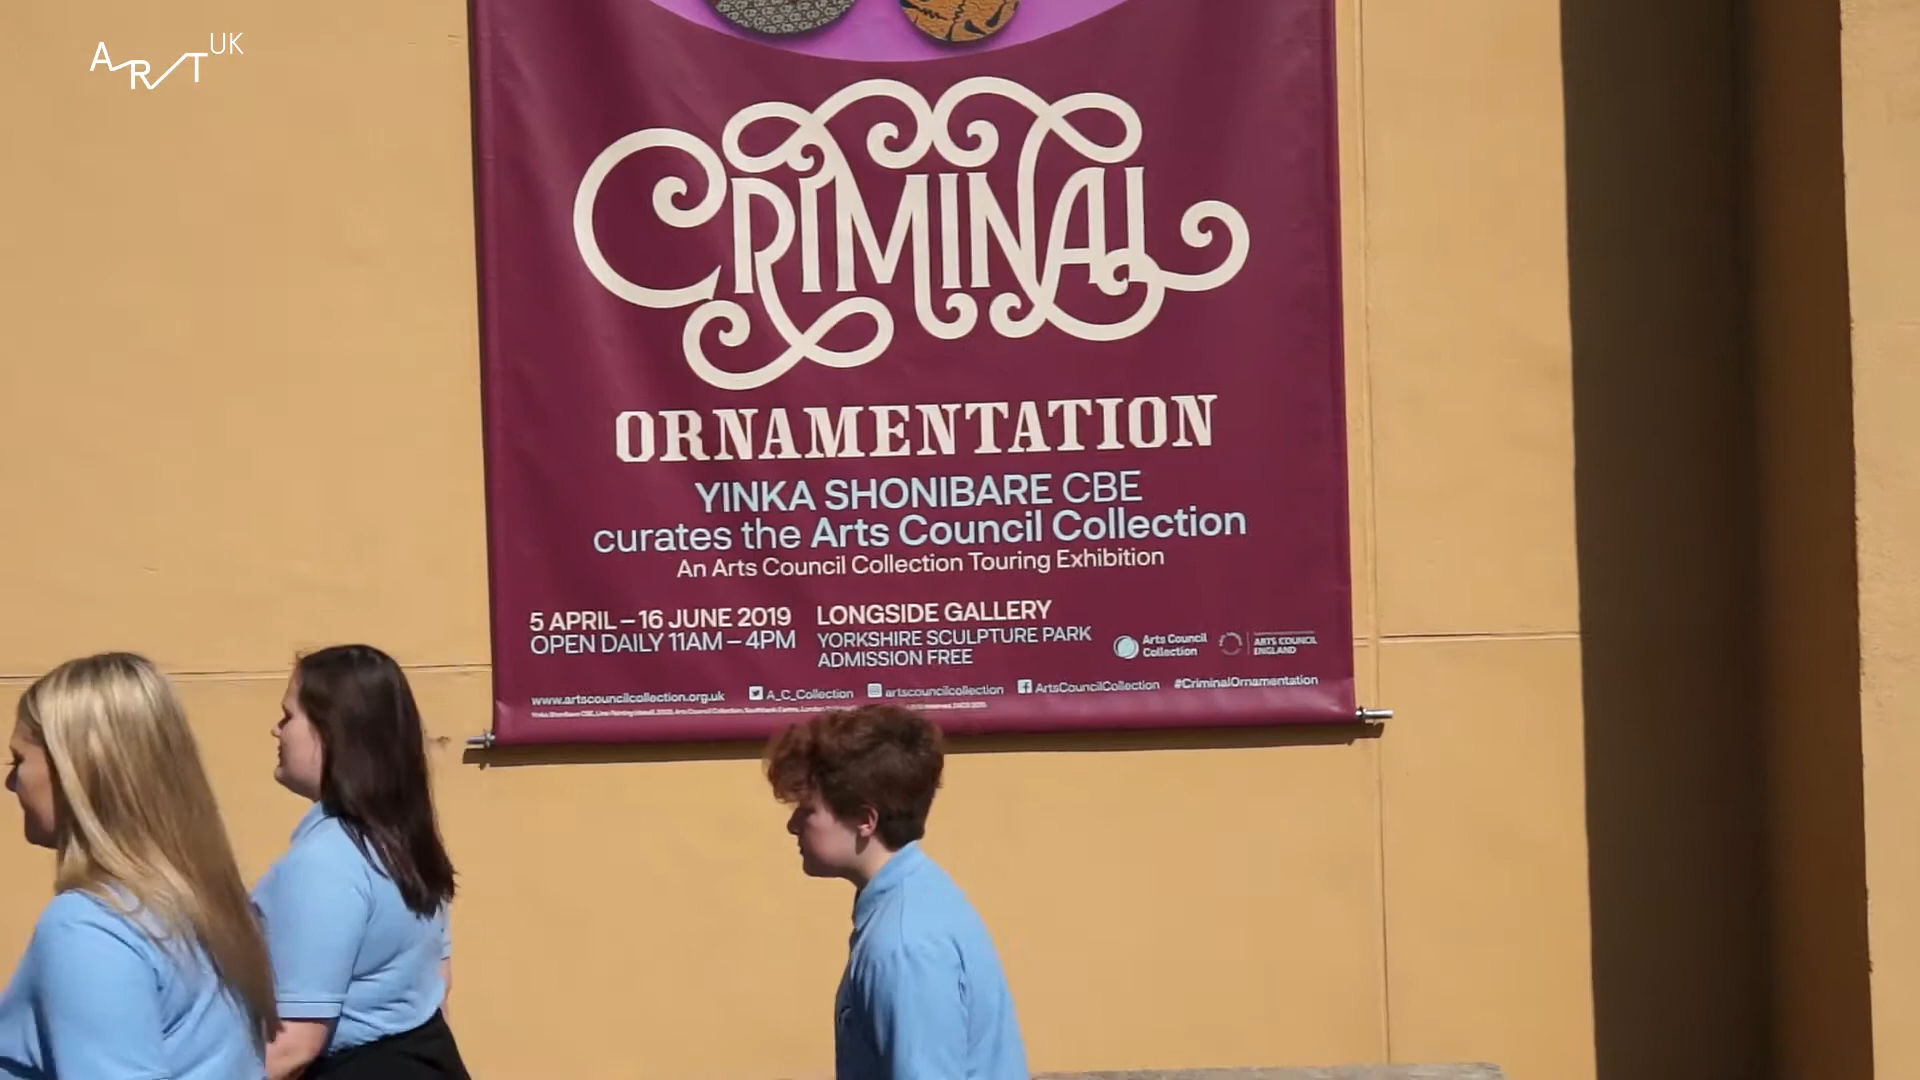 ART UK
CRIMINAL
ORNAMENTATION
YINKA SHONIBARE CBE
curates the Arts Council Collection
An Arts Council Collection Touring Exhibition
5 APRIL – 16 JUNE 2019
OPEN DAILY 11AM – 4PM
LONGSIDE GALLERY
YORKSHIRE SCULPTURE PARK
ADMISSION FREE
Arts Council
Collection
ARTS COUNCIL
ENGLAND
www.artscouncilcollection.org.uk A_C_Collection artscouncilcollection ArtsCouncilCollection #CriminalOrnamentation